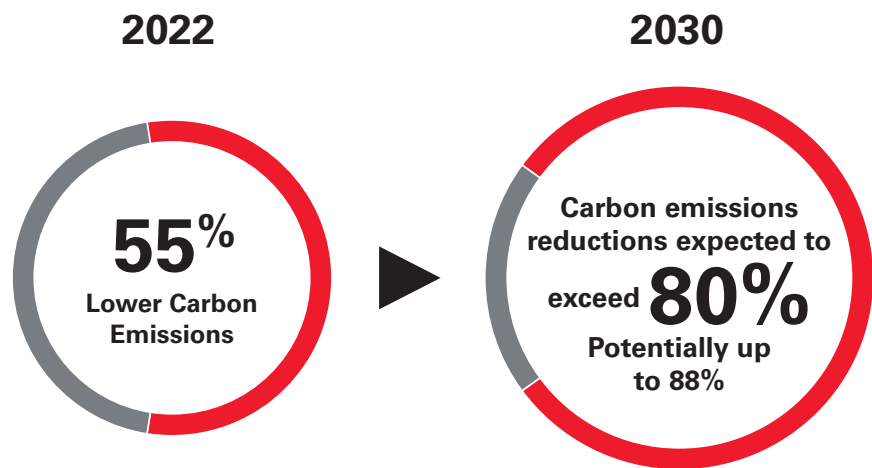 2022
55%
Lower Carbon
Emissions
2030
Carbon emissions
reductions expected to
exceed 80%
Potentially up
to 88%